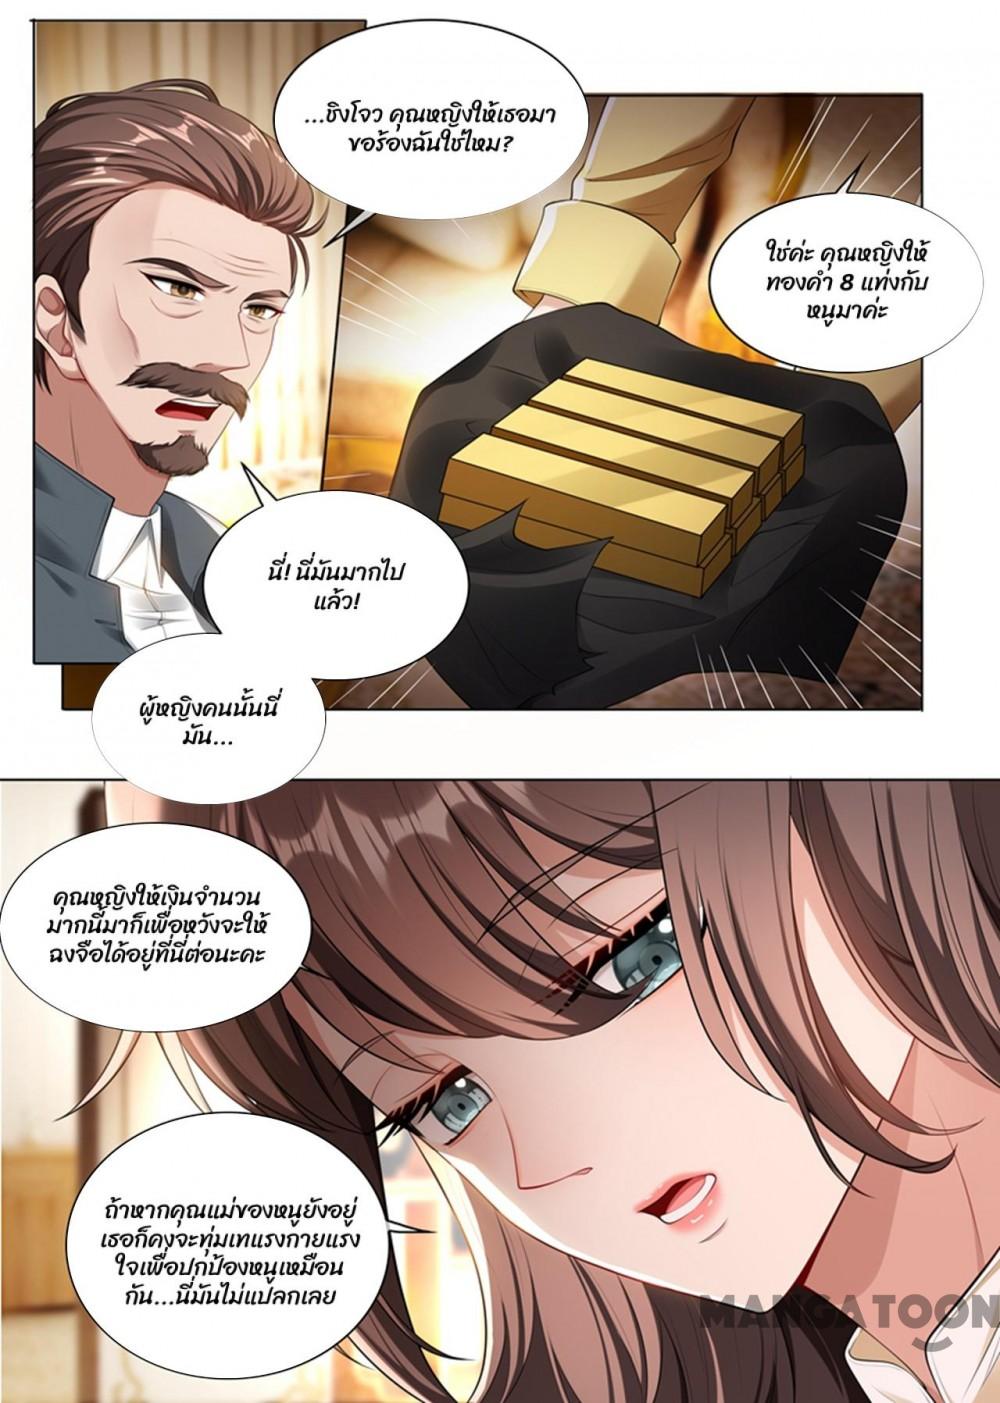 ...ชิงโจว คุณหญิงให้เธอมา
ขอร้องฉันใช่ไหม?
ใช่ค่ะ คุณหญิงให้
ทองคำ 8 แท่งกับ
หนูมาค่ะ
นี่! นี่มันมากไป
แล้ว!
ผู้หญิงคนนั้นนี่
มัน...
คุณหญิงให้เงินจำนวน
มากนี้มาก็เพื่อหวังจะให้
ฉงจือได้อยู่ที่นี่ต่อนะคะ
ถ้าหากคุณแม่ของหนูยังอยู่
เธอก็คงจะทุ่มเทแรงกายแรง
ใจเพื่อปกป้องหนูเหมือน
กัน...นี่มันไม่แปลกเลย
MANGATOON